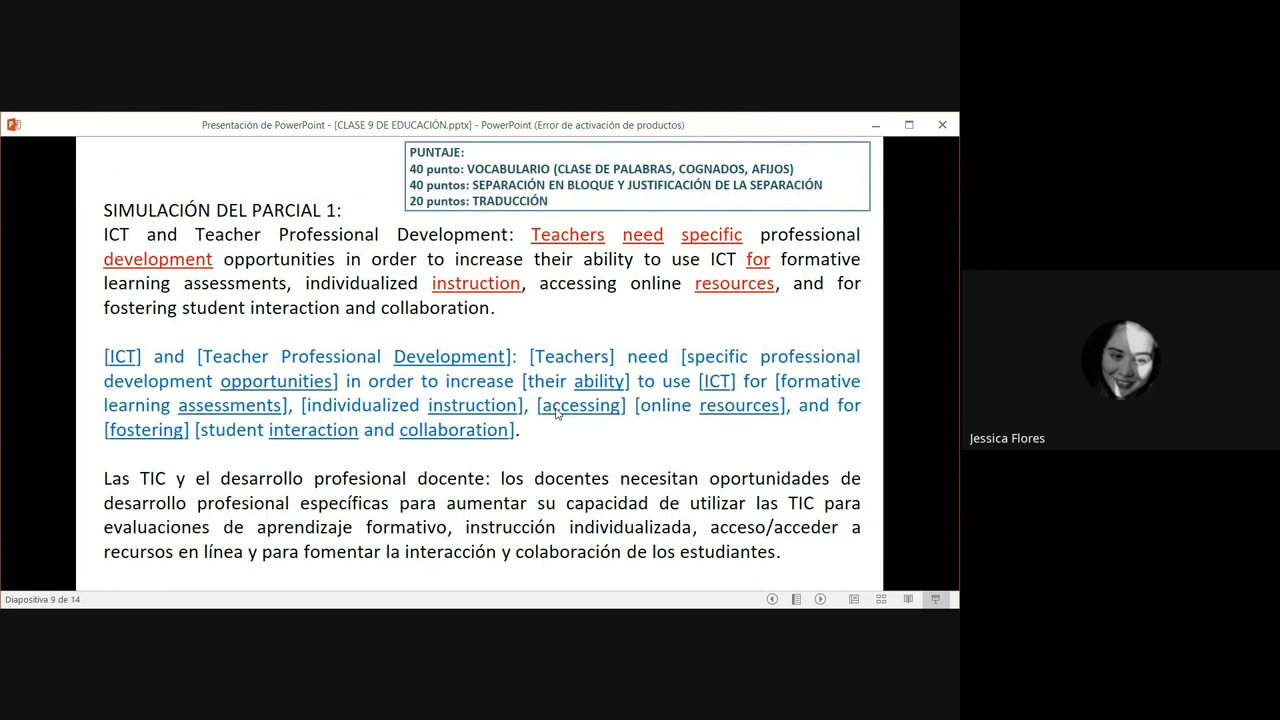 Presentación de PowerPoint - [CLASE 9 DE EDUCACIÓN.pptx] - PowerPoint (Error de activación de productos)
PUNTAJE:
40 punto: VOCABULARIO (CLASE DE PALABRAS, COGNADOS, AFIJOS)
40 puntos: SEPARACIÓN EN BLOQUE Y JUSTIFICACIÓN DE LA SEPARACIÓN
20 puntos: TRADUCCIÓN
SIMULACIÓN DEL PARCIAL 1:
ICT and Teacher Professional Development: Teachers need specific professional
development opportunities in order to increase their ability to use ICT for formative
learning assessments, individualized instruction, accessing online resources, and for
fostering student interaction and collaboration.
[ICT] and [Teacher Professional Development]: [Teachers] need [specific professional
development opportunities] in order to increase [their ability] to use [ICT] for [formative
learning assessments], [individualized instruction], [accessing] [online resources], and for
[fostering] [student interaction and collaboration].
Las TIC y el desarrollo profesional docente: los docentes necesitan oportunidades de
desarrollo profesional específicas para aumentar su capacidad de utilizar las TIC para
evaluaciones de aprendizaje formativo, instrucción individualizada, acceso/acceder a
recursos en línea y para fomentar la interacción y colaboración de los estudiantes.
Diapositiva 9 de 14
Jessica Flores